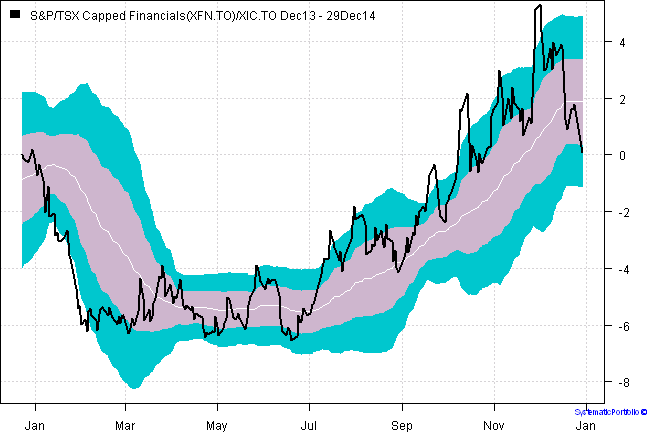 S&P/TSX Capped Financials(XFN.TO)/XIC.TO Dec13 - 29Dec14
4
2
0
-2
-4
-6
-8
Jan Mar May Jul Sep Nov Jan
SystematicPortfolio ©